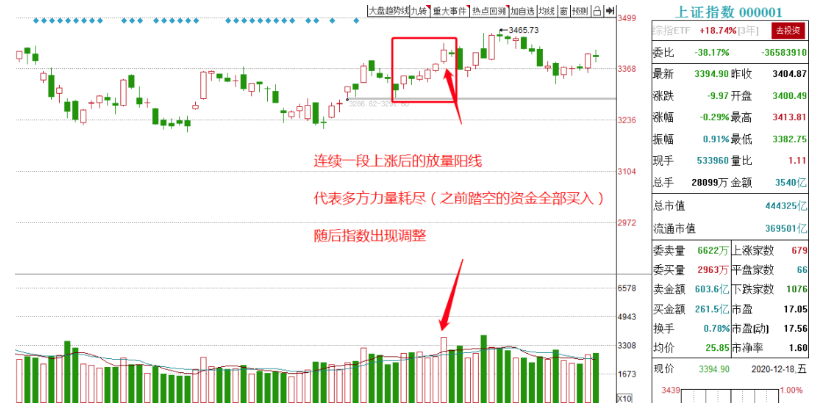 大盘趋势线 九转 重大事件 热点回溯 加自选 均线 窗 预测
3499
3465.73
3368
3236
3104
2972
连续一段上涨后的放量阳线
代表多方力量耗尽（之前踏空的资金全部买入）
随后指数出现调整
6578
4943
3308
1673
X10
上证指数 000001
综指ETF +18.74%[3年] 去投资
委比 -38.17% -36583910
最新 3394.90 昨收 3404.87
涨跌 -9.97 开盘 3400.49
涨幅 -0.29% 最高 3413.81
振幅 0.91% 最低 3382.75
现手 533960 量比 1.11
总手 28099万 金额 3540亿
总市值 444325亿
流通市值 369501亿
委卖量 6622万 上涨家数 679
委买量 2963万 平盘家数 66
卖金额 603.6亿 下跌家数 1076
买金额 261.5亿 市盈 17.05
换手 0.78% 市盈(动) 17.56
均价 25.85 市净率 1.60
现价 3394.90 2020-12-18,五
3439 1.00%